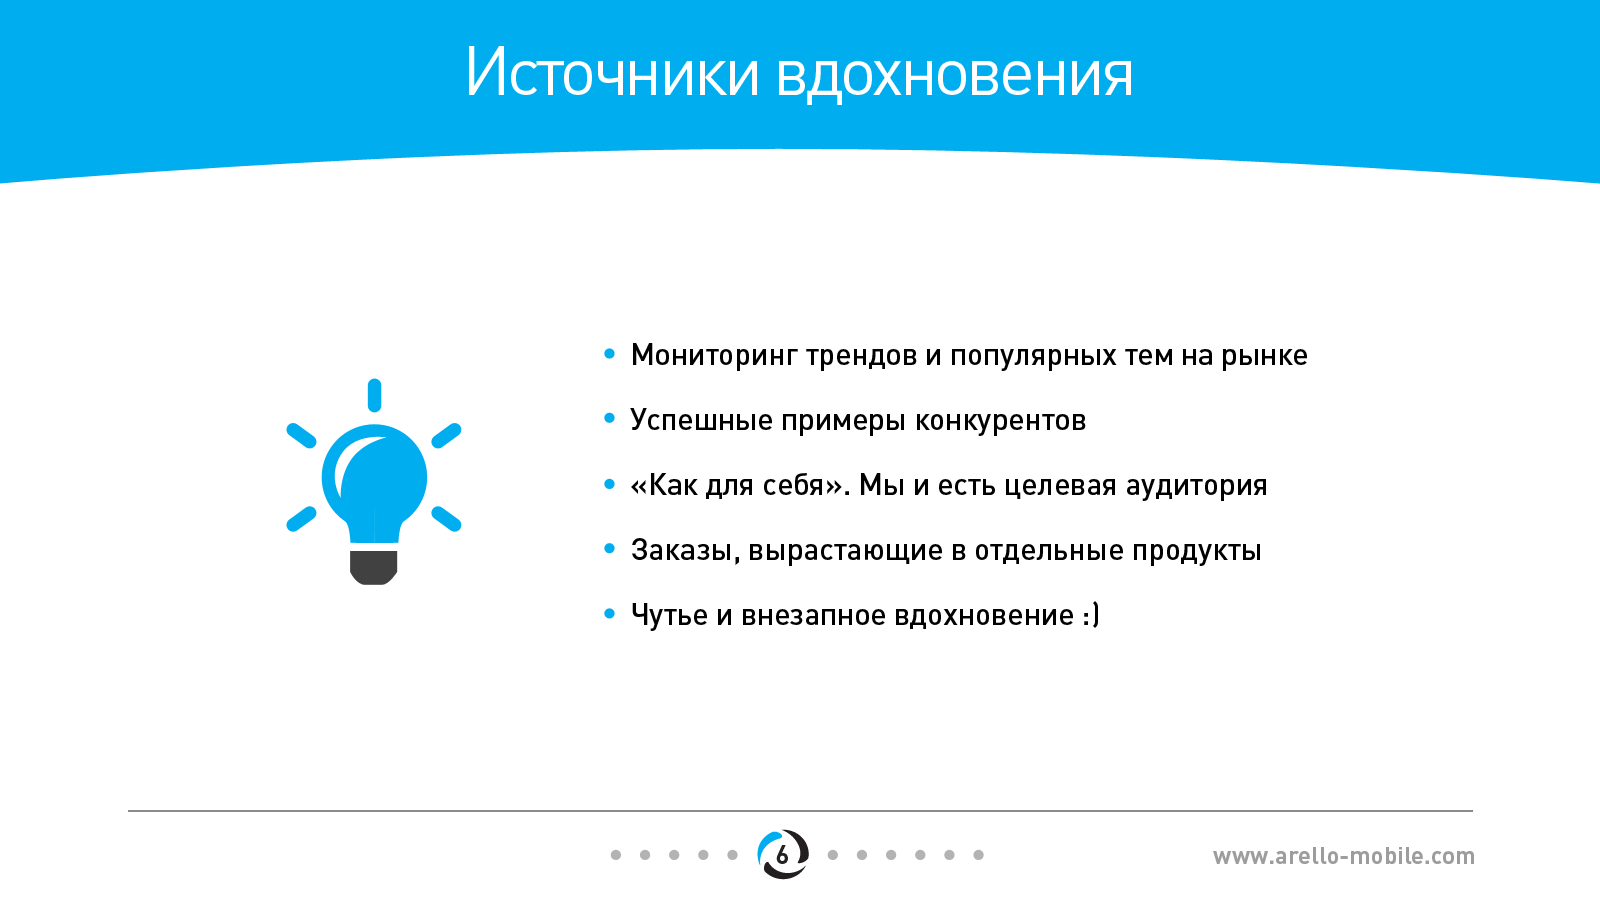 Источники вдохновения
• Мониторинг трендов и популярных тем на рынке
• Успешные примеры конкурентов
• «Как для себя». Мы и есть целевая аудитория
• Заказы, вырастающие в отдельные продукты
• Чутье и внезапное вдохновение :)
6
www.arello-mobile.com